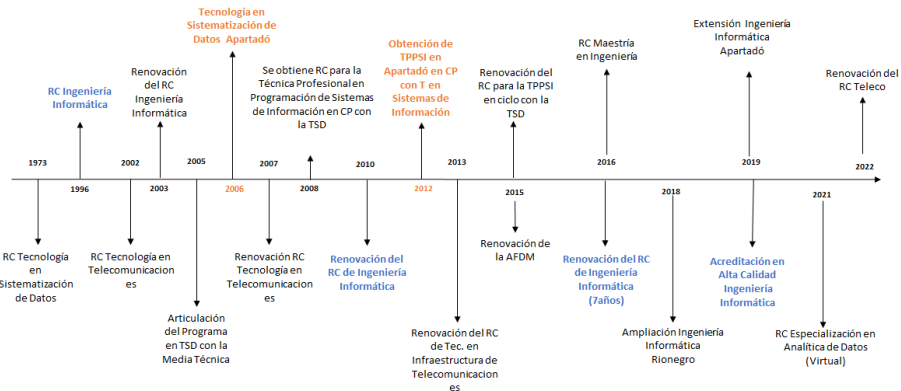 Tecnología en
Sistematización de
Datos Apartadó
RC Ingeniería
Informática
Renovación
del RC
Ingeniería
Informática
Se obtiene RC para la
Técnica Profesional en
Programación de Sistemas
de Información en CP con
la TSD
Obtención de
TPPSI en
Apartadó en CP
con T en
Sistemas de
Información
Renovación del
RC para la TPPSI
en ciclo con la
TSD
RC Maestría
en Ingeniería
Extensión Ingeniería
Informática
Apartadó
Renovación del
RC Teleco
1973
1996
2002
2003
2005
2006
2007
2008
2010
2012
2013
2015
2016
2018
2019
2021
2022
RC Tecnología
en
Sistematización
de Datos
RC Tecnología en
Telecomunicacion
es
Articulación
del Programa
en TSD con la
Media Técnica
Renovación RC
Tecnología en
Telecomunicacion
es
Renovación del
RC de Ingeniería
Informática
Renovación del RC
de Tec. en
Infraestructura de
Telecomunicacion
es
Renovación de
la AFDM
Renovación del RC
de Ingeniería
Informática
(7años)
Ampliación Ingeniería
Informática
Rionegro
Acreditación en
Alta Calidad
Ingeniería
Informática
RC Especialización en
Analítica de Datos
(Virtual)